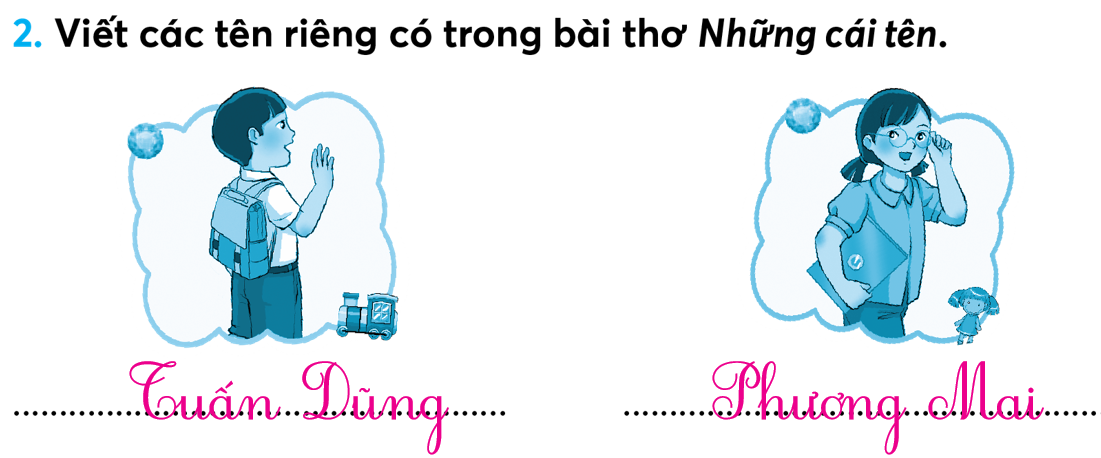 2. Viết các tên riêng có trong bài thơ Những cái tên.
Tuấn Dũng
Phương Mai